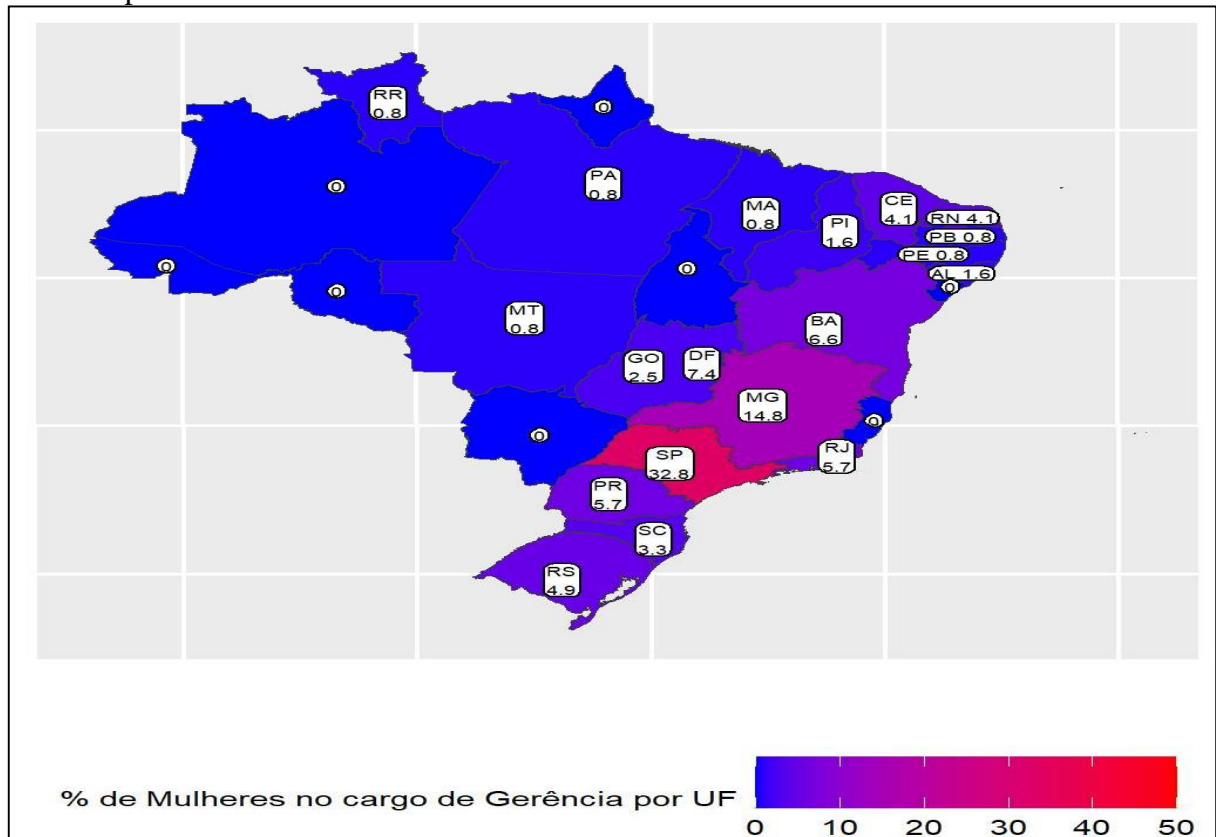 RR
0.8
0
PA
0.8
0
MA
0.8
PI
1.6
CE
4.1
RN 4.1
PB 0.8
PE 0.8
AL 1.6
0
0
0
0
MT
0.8
BA
6.6
GO
2.5
DF
7.4
MG
14.8
0
0
SP
32.8
RJ
5.7
PR
5.7
SC
3.3
RS
4.9
% de Mulheres no cargo de Gerência por UF
0 10 20 30 40 50